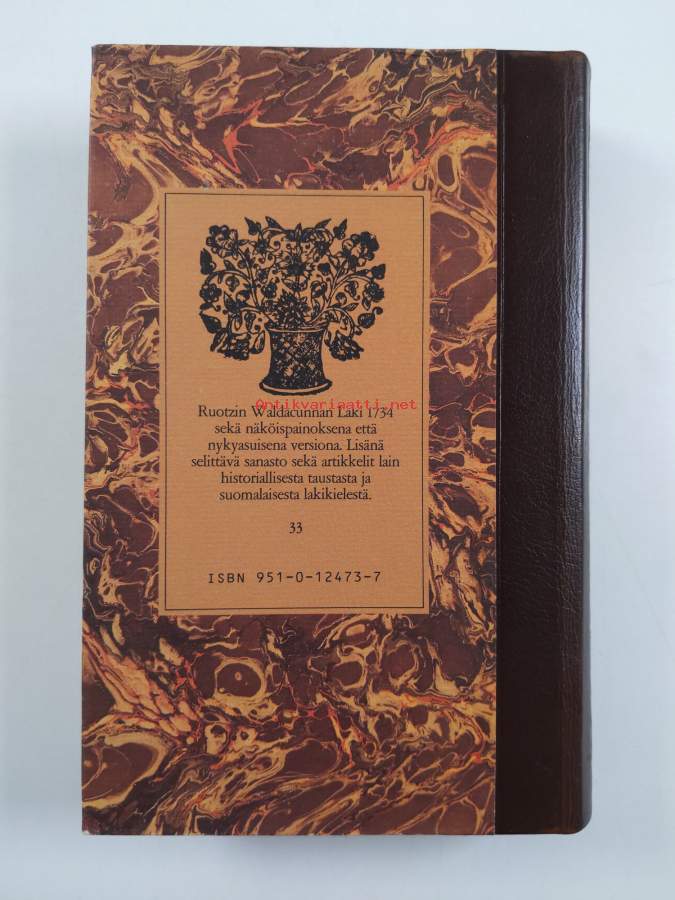 Ruotzin Waldacunnan Laki 1734
Antikvariaatti.net
sekä näköispainoksena että
nykyasuisena versiona. Lisänä
selittävä sanasto sekä artikkelit lain
historiallisesta taustasta ja
suomalaisesta lakikielestä.
33
ISBN 951-0-12473-7